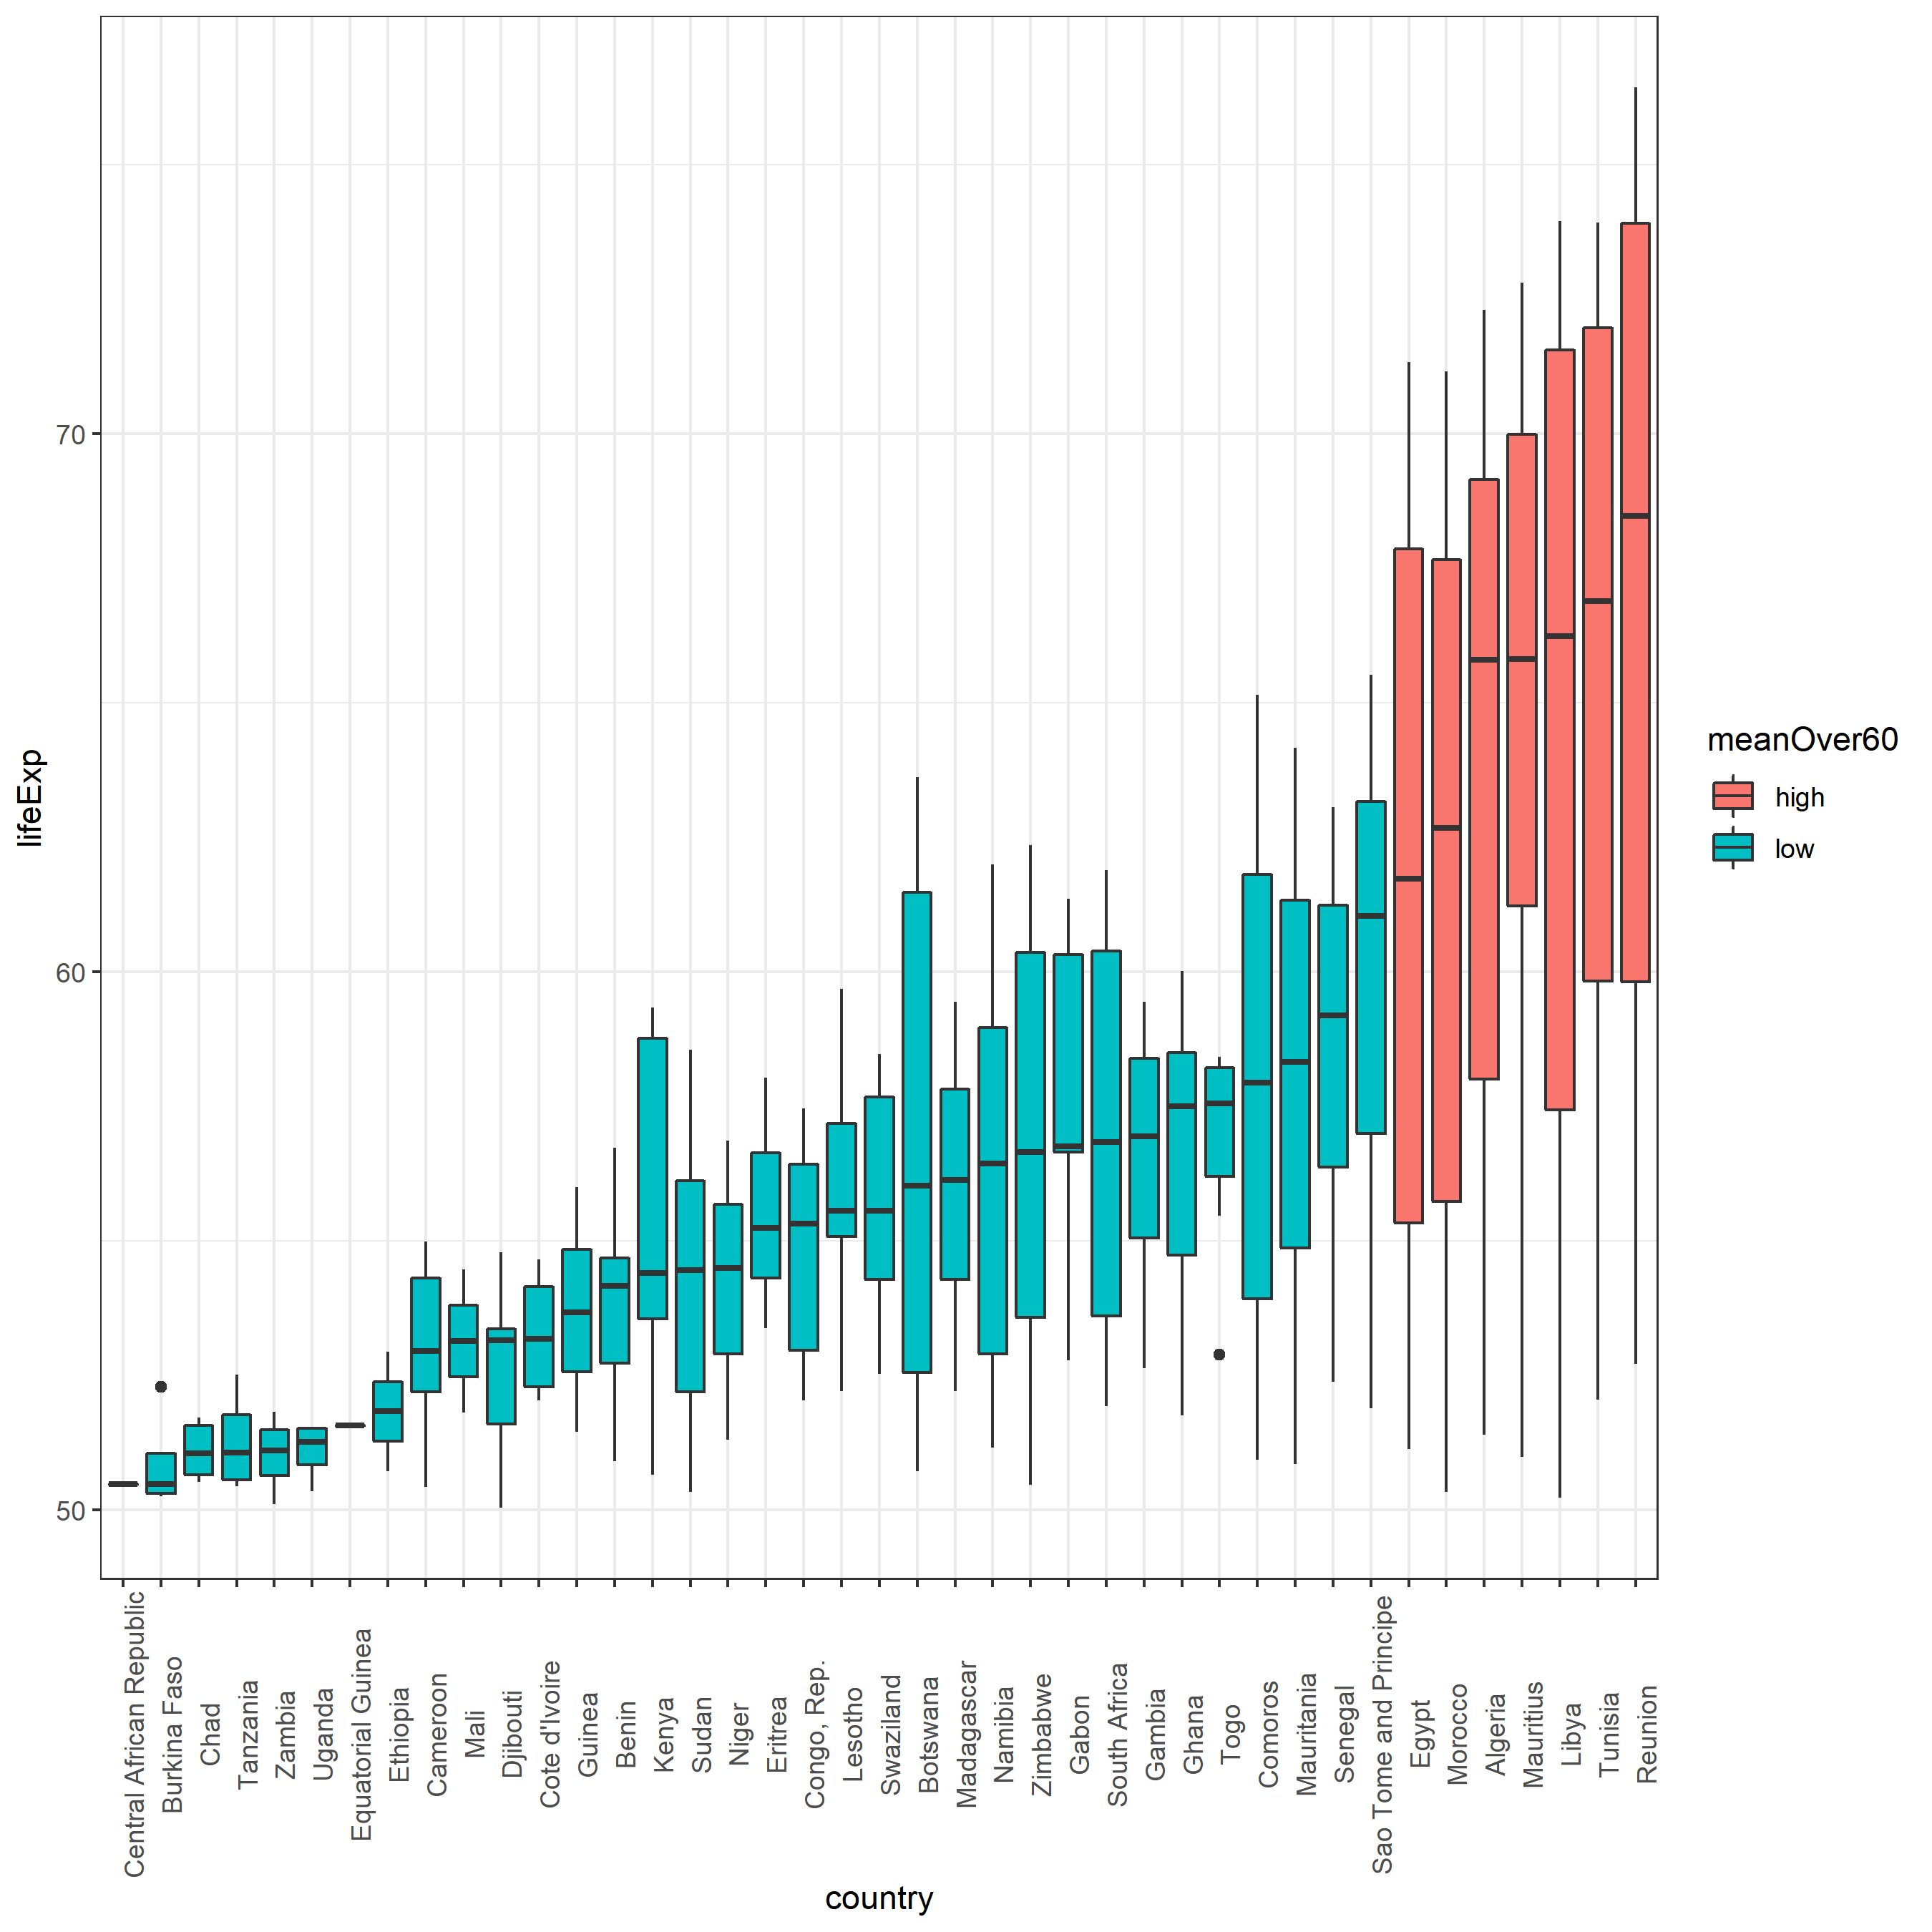 lifeExp
70
60
50
Central African Republic
Burkina Faso
Chad
Tanzania
Zambia
Uganda
Equatorial Guinea
Ethiopia
Cameroon
Mali
Djibouti
Cote d'Ivoire
Guinea
Benin
Kenya
Sudan
Niger
Eritrea
Congo, Rep.
Lesotho
Swaziland
Botswana
Madagascar
Namibia
Zimbabwe
Gabon
South Africa
Gambia
Ghana
Togo
Comoros
Mauritania
Senegal
Sao Tome and Principe
Egypt
Morocco
Algeria
Mauritius
Libya
Tunisia
Reunion
country
meanOver60
high
low